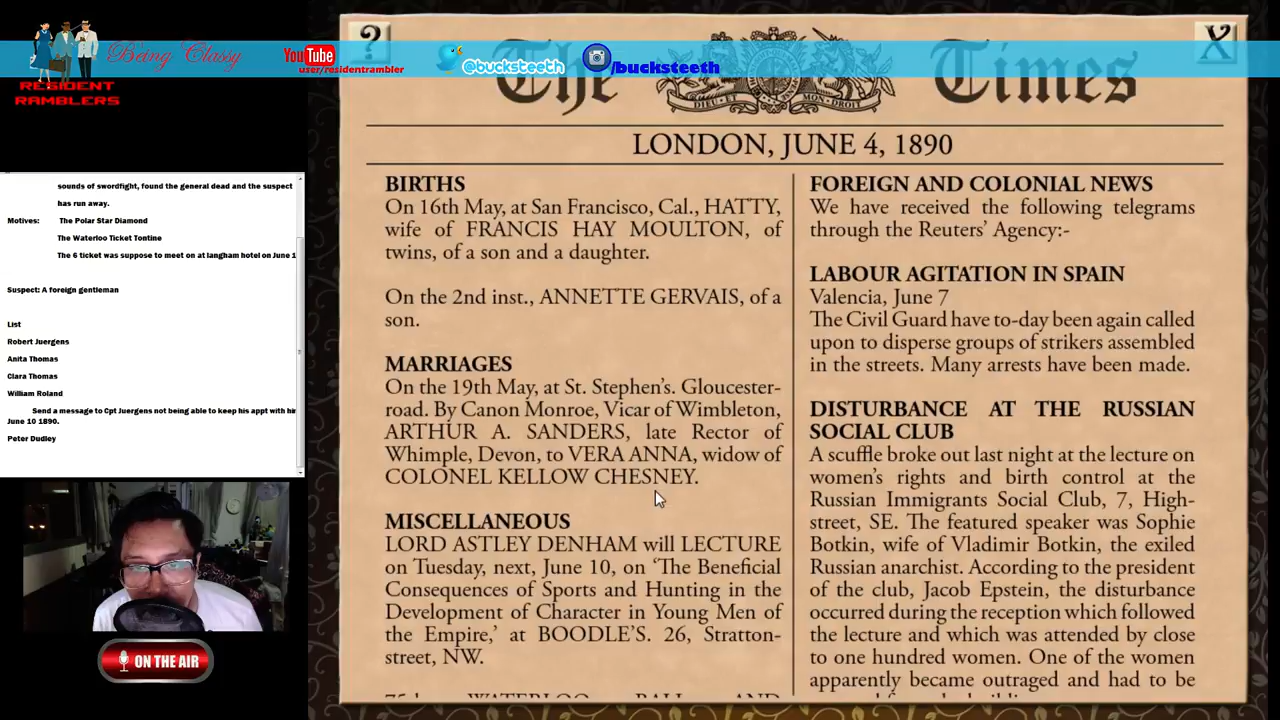 Being Classy
RESIDENT
RAMBLERS
YouTube
user/residentrambler
@bucksteeth
/bucksteeth
sounds of swordfight, found the general dead and the suspect
has run away.
Motives: The Polar Star Diamond
The Waterloo Ticket Tontine
The 6 ticket was suppose to meet on at langham hotel on June 1
Suspect: A foreign gentleman
List
Robert Juergens
Anita Thomas
Clara Thomas
William Roland
Send a message to Cpt Juergens not being able to keep his appt with hir
June 10 1890.
Peter Dudley
ON THE AIR
?
X
The Times
DIEU ET MON DROIT
LONDON, JUNE 4, 1890
BIRTHS
On 16th May, at San Francisco, Cal., HATTY,
wife of FRANCIS HAY MOULTON, of
twins, of a son and a daughter.
On the 2nd inst., ANNETTE GERVAIS, of a
son.
MARRIAGES
On the 19th May, at St. Stephen's. Gloucester-
road. By Canon Monroe, Vicar of Wimbleton,
ARTHUR A. SANDERS, late Rector of
Whimple, Devon, to VERA ANNA, widow of
COLONEL KELLOW CHESNEY.
MISCELLANEOUS
LORD ASTLEY DENHAM will LECTURE
on Tuesday, next, June 10, on 'The Beneficial
Consequences of Sports and Hunting in the
Development of Character in Young Men of
the Empire,' at BOODLE'S. 26, Stratton-
street, NW.
75th WATERLOO BALL AND
FOREIGN AND COLONIAL NEWS
We have received the following telegrams
through the Reuters' Agency:-
LABOUR AGITATION IN SPAIN
Valencia, June 7
The Civil Guard have to-day been again called
upon to disperse groups of strikers assembled
in the streets. Many arrests have been made.
DISTURBANCE AT THE RUSSIAN
SOCIAL CLUB
A scuffle broke out last night at the lecture on
women's rights and birth control at the
Russian Immigrants Social Club, 7, High-
street, SE. The featured speaker was Sophie
Botkin, wife of Vladimir Botkin, the exiled
Russian anarchist. According to the president
of the club, Jacob Epstein, the disturbance
occurred during the reception which followed
the lecture and which was attended by close
to one hundred women. One of the women
apparently became outraged and had to be